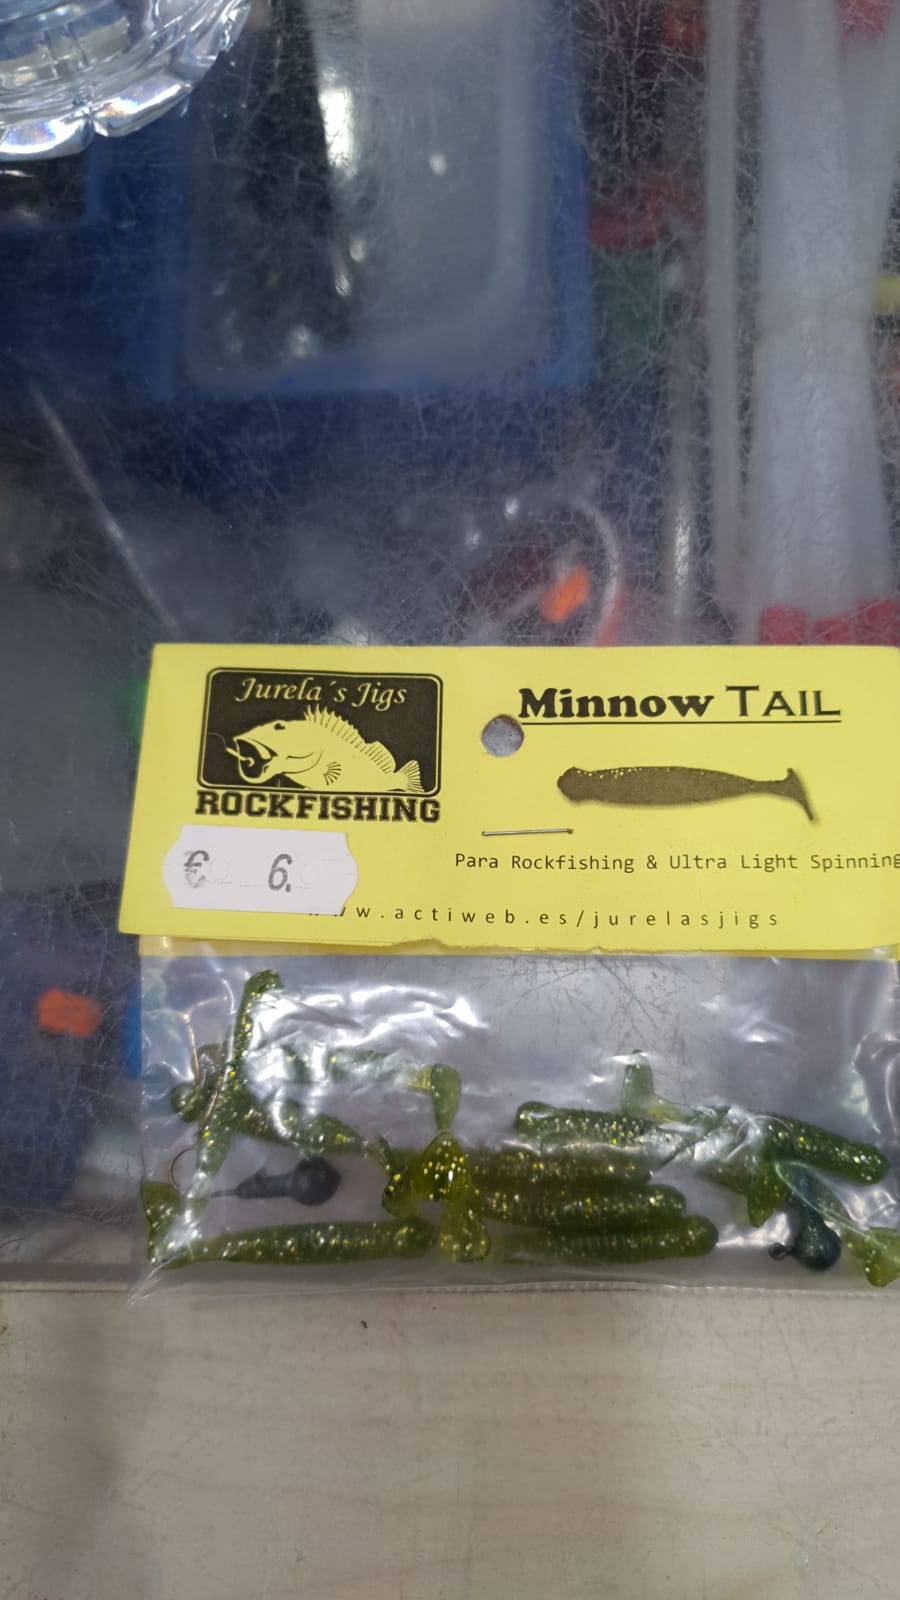 Jurela´s Jigs
ROCKFISHING
Minnow TAIL
Para Rockfishing & Ultra Light Spinning
€ 6.
w.actiweb.es/jurelasjigs